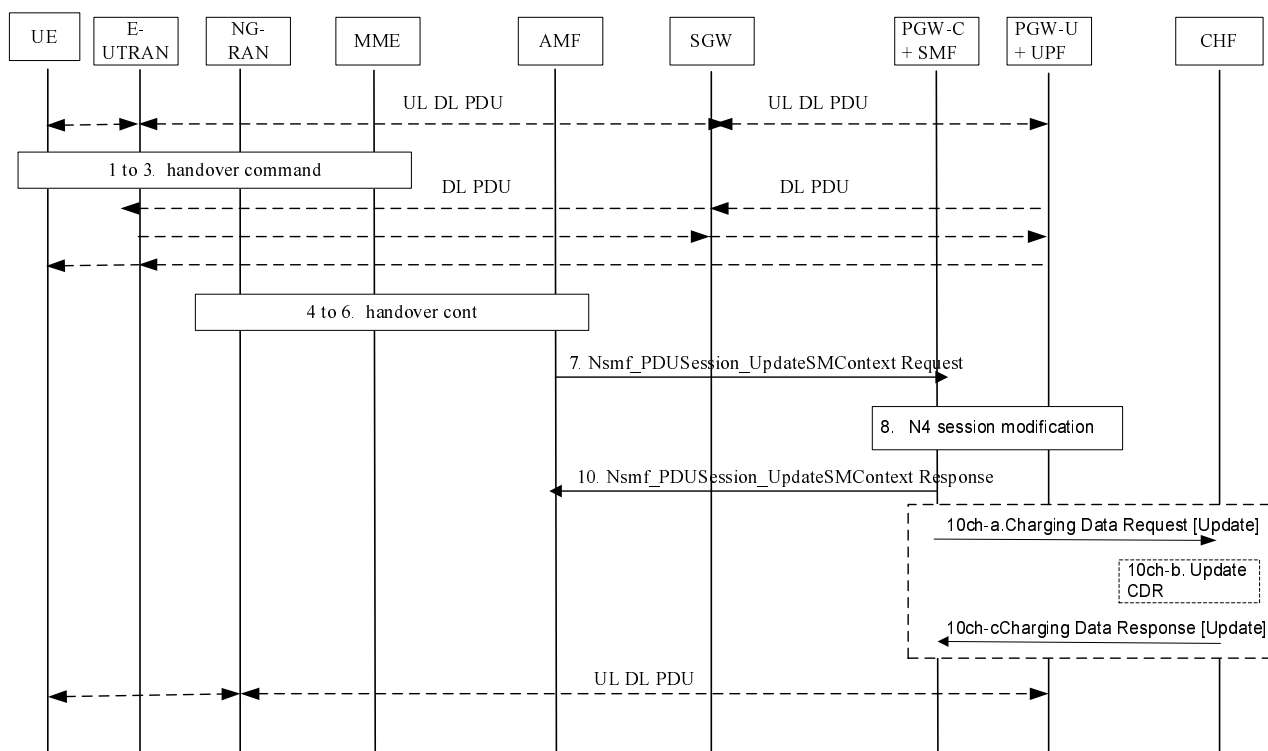 UE
E-
UTRAN
NG-
RAN
MME
AMF
SGW
PGW-C
+ SMF
PGW-U
+ UPF
CHF
UL DL PDU
UL DL PDU
1 to 3. handover command
DL PDU
DL PDU
4 to 6. handover cont
7. Nsmf_PDUSession_UpdateSMContext Request
8. N4 session modification
10. Nsmf_PDUSession_UpdateSMContext Response
10ch-a.Charging Data Request [Update]
10ch-b. Update
CDR
10ch-cCharging Data Response [Update]
UL DL PDU